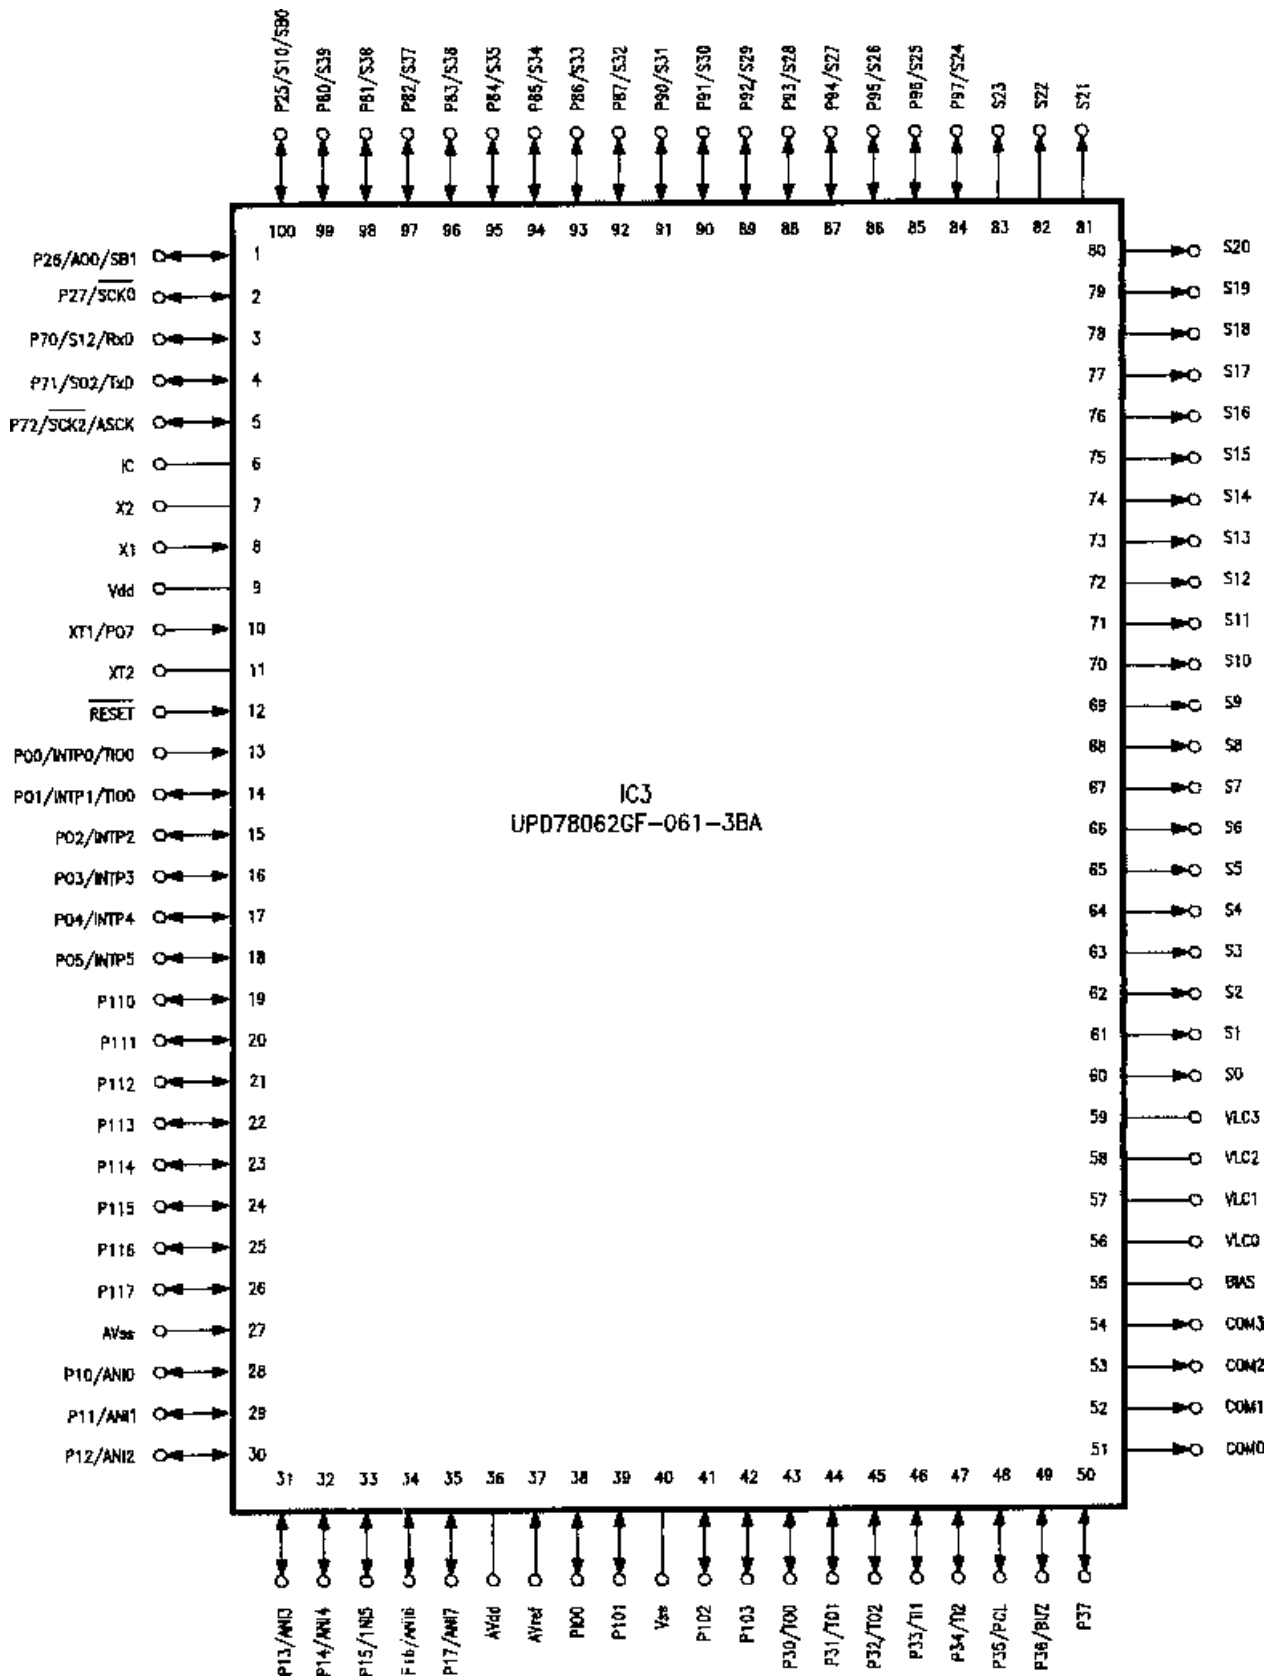 P25/S10/SB0
P80/S39
P81/S38
P82/S37
P83/S36
P84/S35
P85/S34
P86/S33
P87/S32
P90/S31
P91/S30
P92/S29
P93/S28
P94/S27
P95/S26
P96/S25
P97/S24
S23
S22
S21
100 99 98 97 96 95 94 93 92 91 90 89 88 87 86 85 84 83 82 81
P26/A00/SB1 1 80 S20
P27/SCK0 2 79 S19
P70/S12/RxD 3 78 S18
P71/S02/TxD 4 77 S17
P72/SCK2/ASCK 5 76 S16
IC 6 75 S15
X2 7 74 S14
X1 8 73 S13
Vdd 9 72 S12
XT1/P07 10 71 S11
XT2 11 70 S10
RESET 12 69 S9
P00/INTP0/TI00 13 68 S8
P01/INTP1/TI00 14 67 S7
IC3
UPD78062GF-061-3BA
P02/INTP2 15 66 S6
P03/INTP3 16 65 S5
P04/INTP4 17 64 S4
P05/INTP5 18 63 S3
P110 19 62 S2
P111 20 61 S1
P112 21 60 S0
P113 22 59 VLC3
P114 23 58 VLC2
P115 24 57 VLC1
P116 25 56 VLC0
P117 26 55 BIAS
AVss 27 54 COM3
P10/ANI0 28 53 COM2
P11/ANI1 29 52 COM1
P12/ANI2 30 51 COM0
31 32 33 34 35 36 37 38 39 40 41 42 43 44 45 46 47 48 49 50
P13/ANI3
P14/ANI4
P15/INI5
P16/ANI6
P17/ANI7
AVdd
AVref
P100
P101
Vss
P102
P103
P30/TO0
P31/TO1
P32/TO2
P33/TI1
P34/TI2
P35/PCL
P36/BUZ
P37